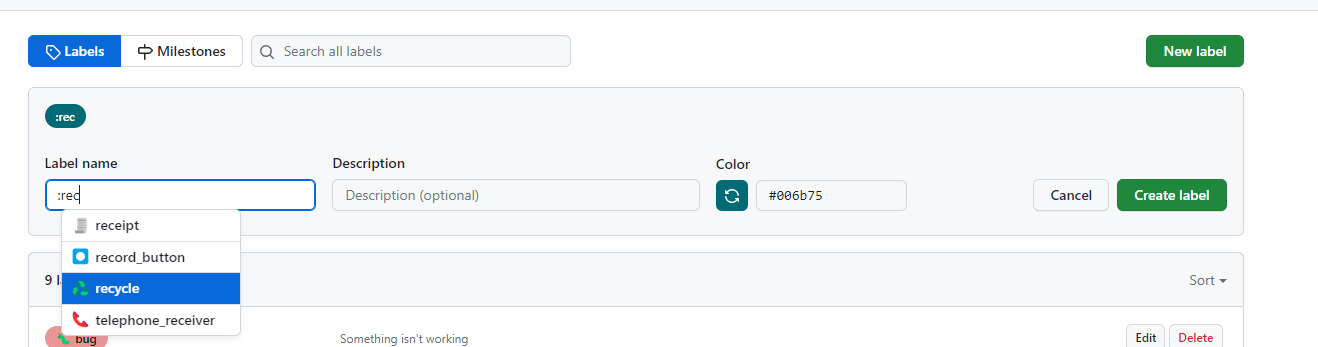 Labels Milestones Search all labels New label
:rec
Label name Description Color
:rec Description (optional) #006b75 Cancel Create label
receipt
record_button
9 l Sort
recycle
telephone_receiver
bug Something isn't working Edit Delete